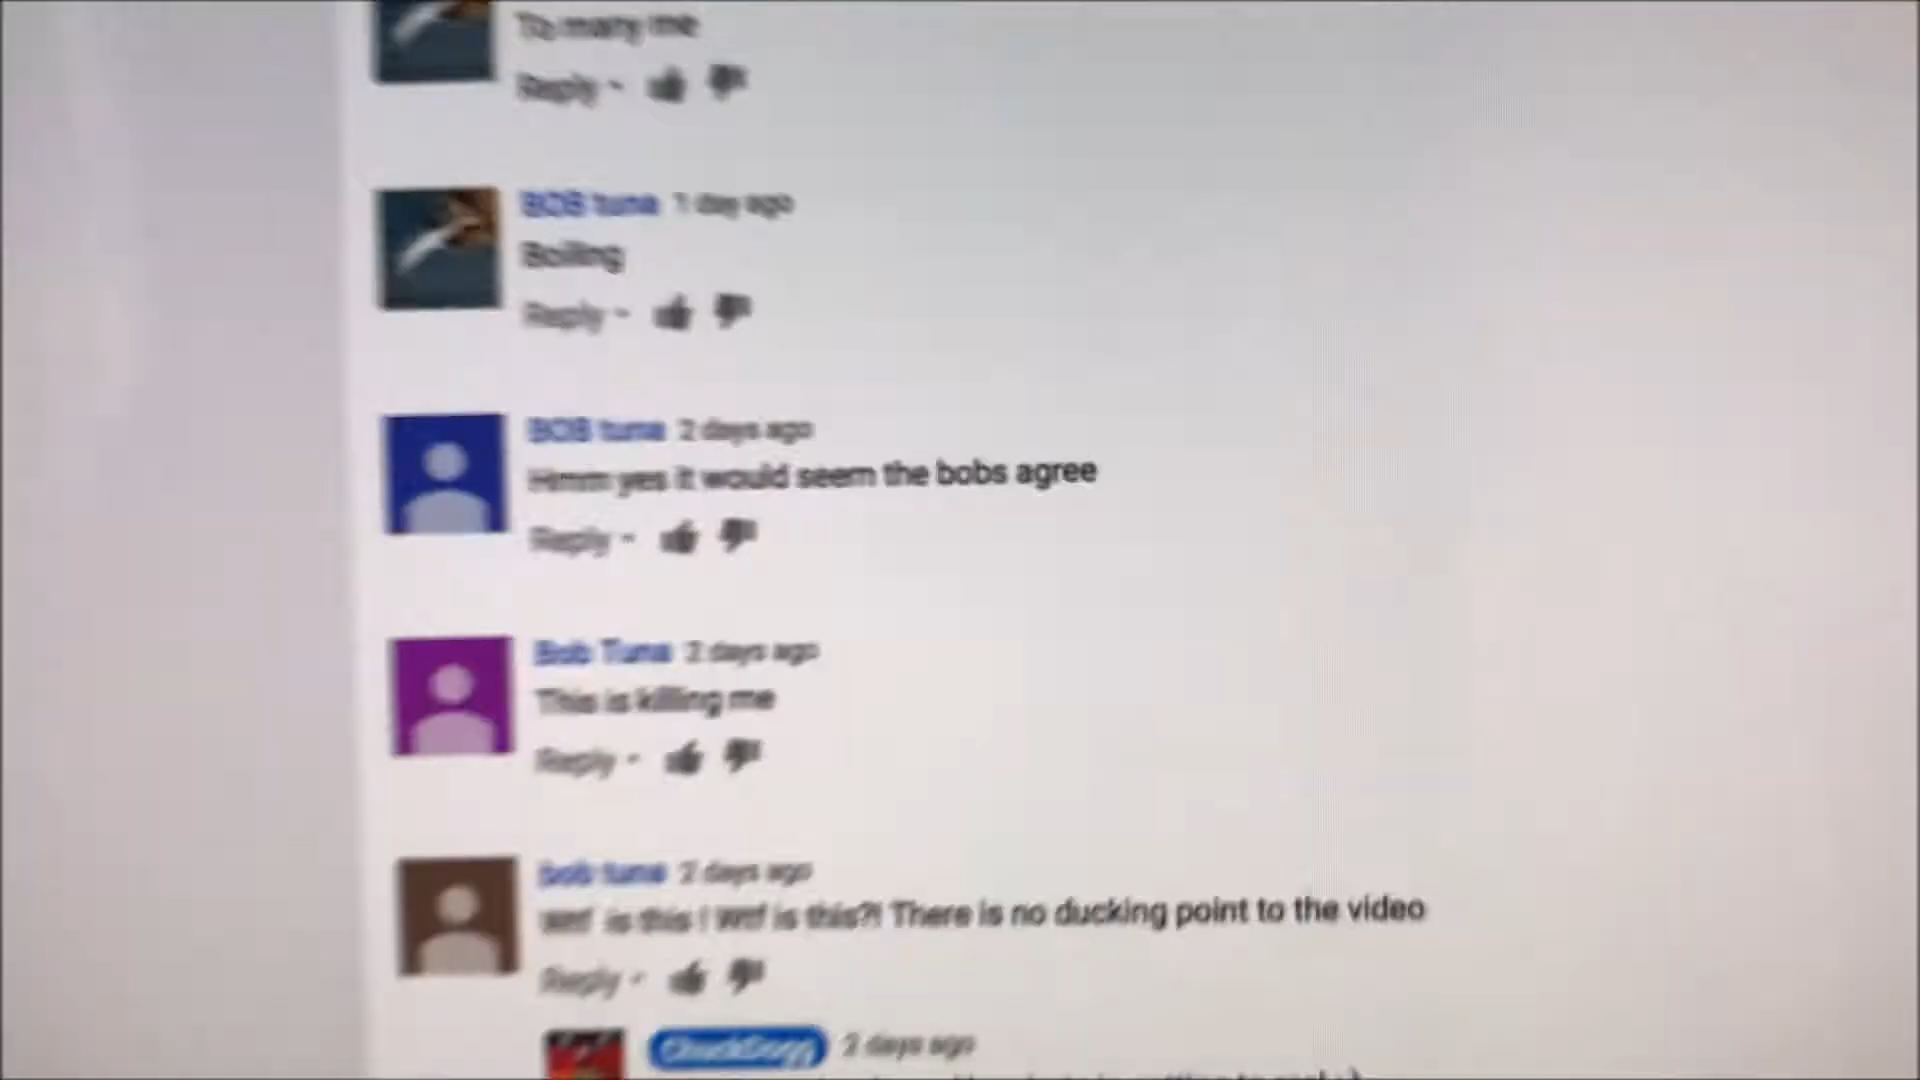 To many me
Reply
BOB tuna 1 day ago
Boiling
Reply
BOB tuna 2 days ago
Hmm yes it would seem the bobs agree
Reply
Bob Tuna 2 days ago
This is killing me
Reply
bob tuna 2 days ago
Wtf is this ! Wtf is this?! There is no ducking point to the video
Reply
2 days ago